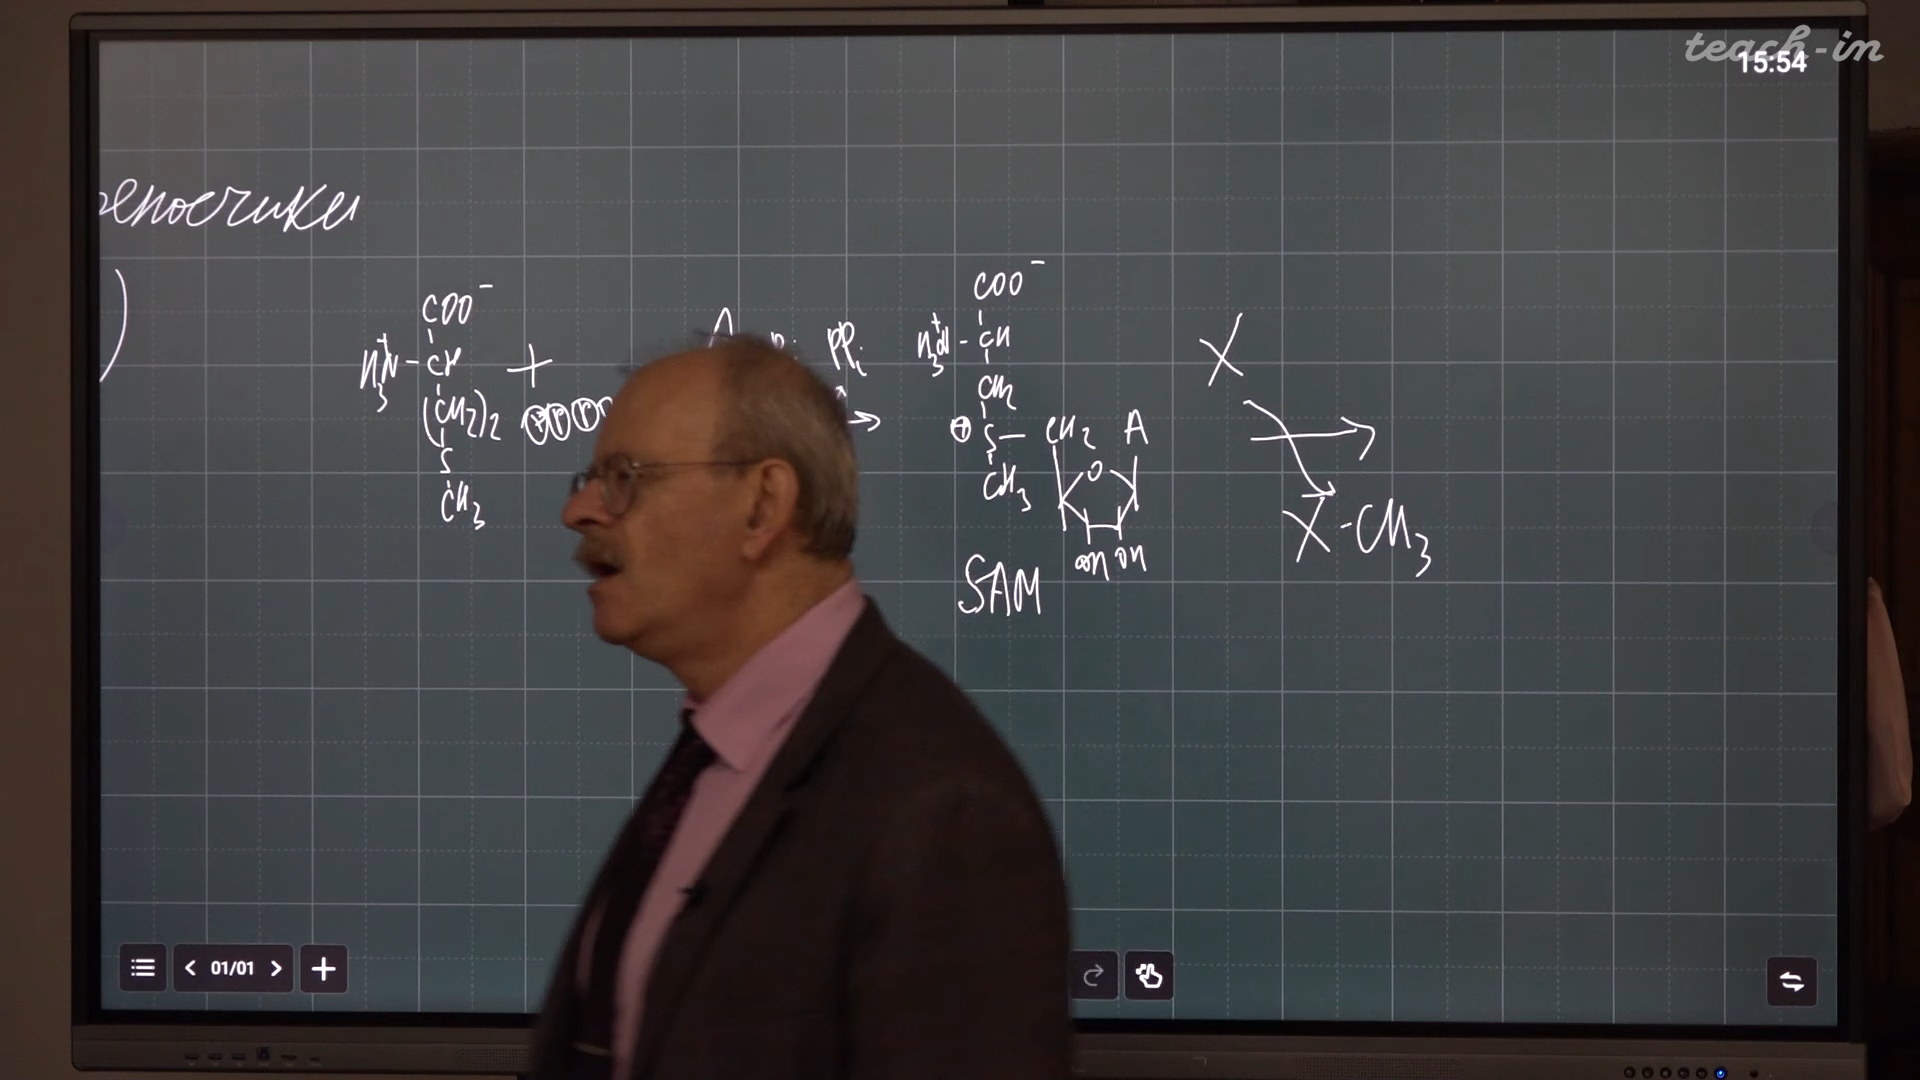 teach-in
15:54
еносчики
)
COO⁻
H₃N⁺-CH
(CH₂)₂
S
CH₃
+
PPi
COO⁻
H₃N⁺-CH
CH₂
⊕ S — CH₂ A
CH₃
O
OH OH
SAM
X
X-CH₃
01/01